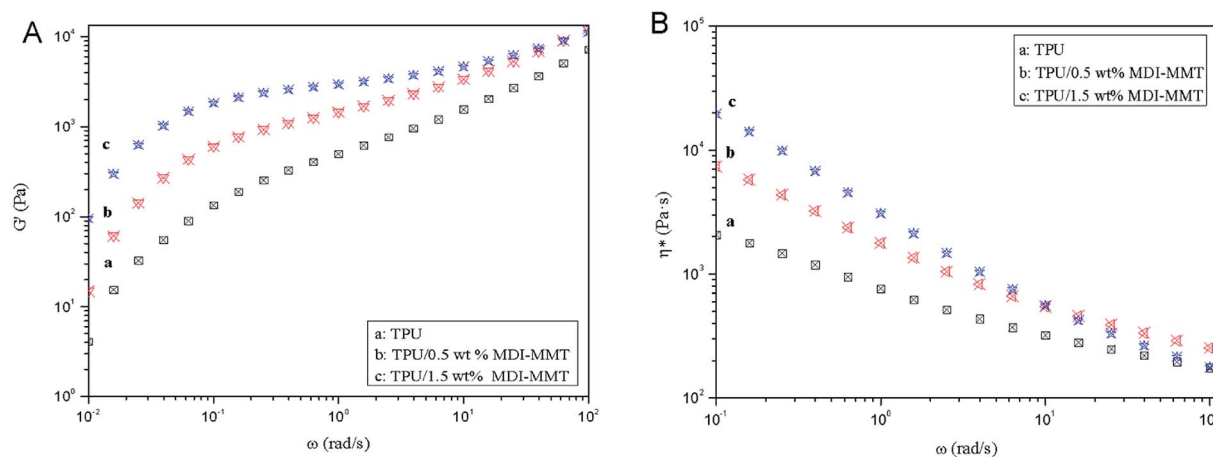 A
G' (Pa)
10⁴
10³
10²
10¹
10⁰
c
b
a
a: TPU
b: TPU/0.5 wt % MDI-MMT
c: TPU/1.5 wt% MDI-MMT
10⁻² 10⁻¹ 10⁰ 10¹ 10²
ω (rad/s)
B
η* (Pa·s)
10⁵
10⁴
10³
10²
c
b
a
a: TPU
b: TPU/0.5 wt% MDI-MMT
c: TPU/1.5 wt% MDI-MMT
10⁻¹ 10⁰ 10¹ 10
ω (rad/s)